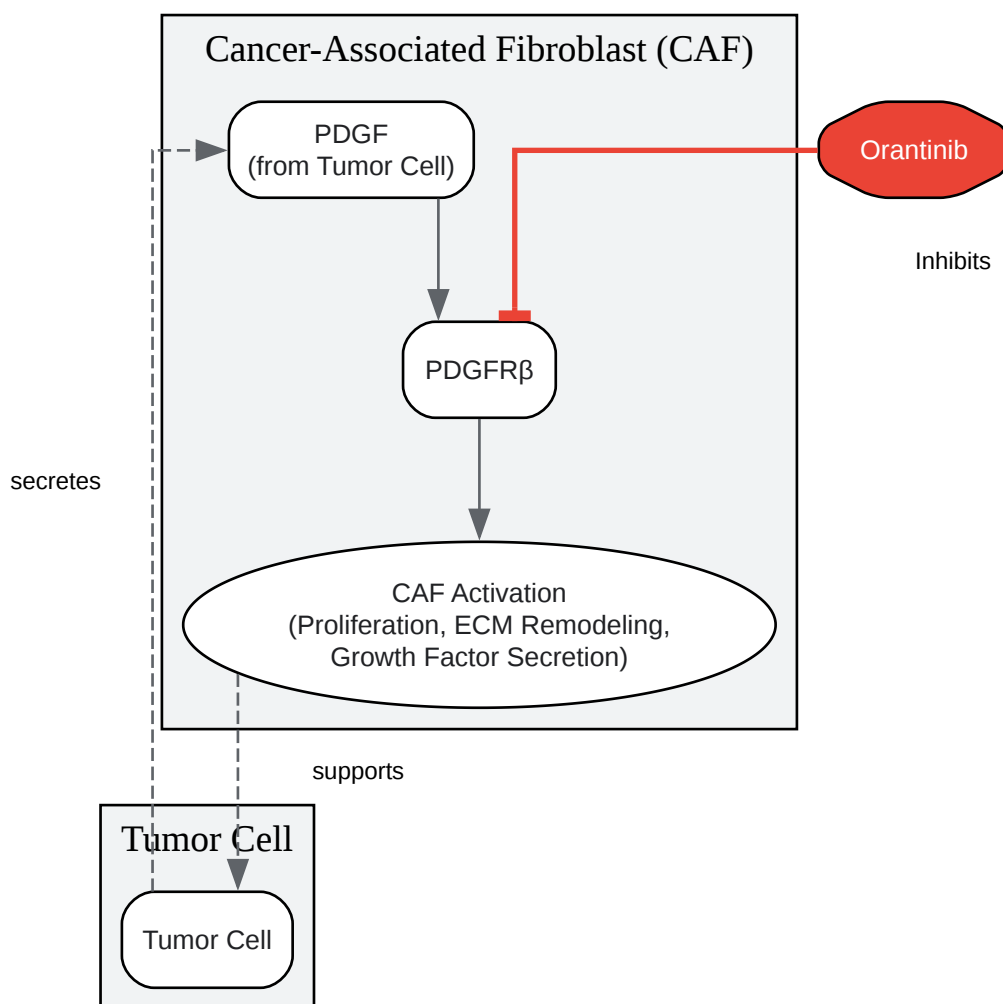 Cancer-Associated Fibroblast (CAF)
PDGF
(from Tumor Cell)
Orantinib
Inhibits
PDGFRβ
secretes
CAF Activation
(Proliferation, ECM Remodeling,
Growth Factor Secretion)
supports
Tumor Cell
Tumor Cell